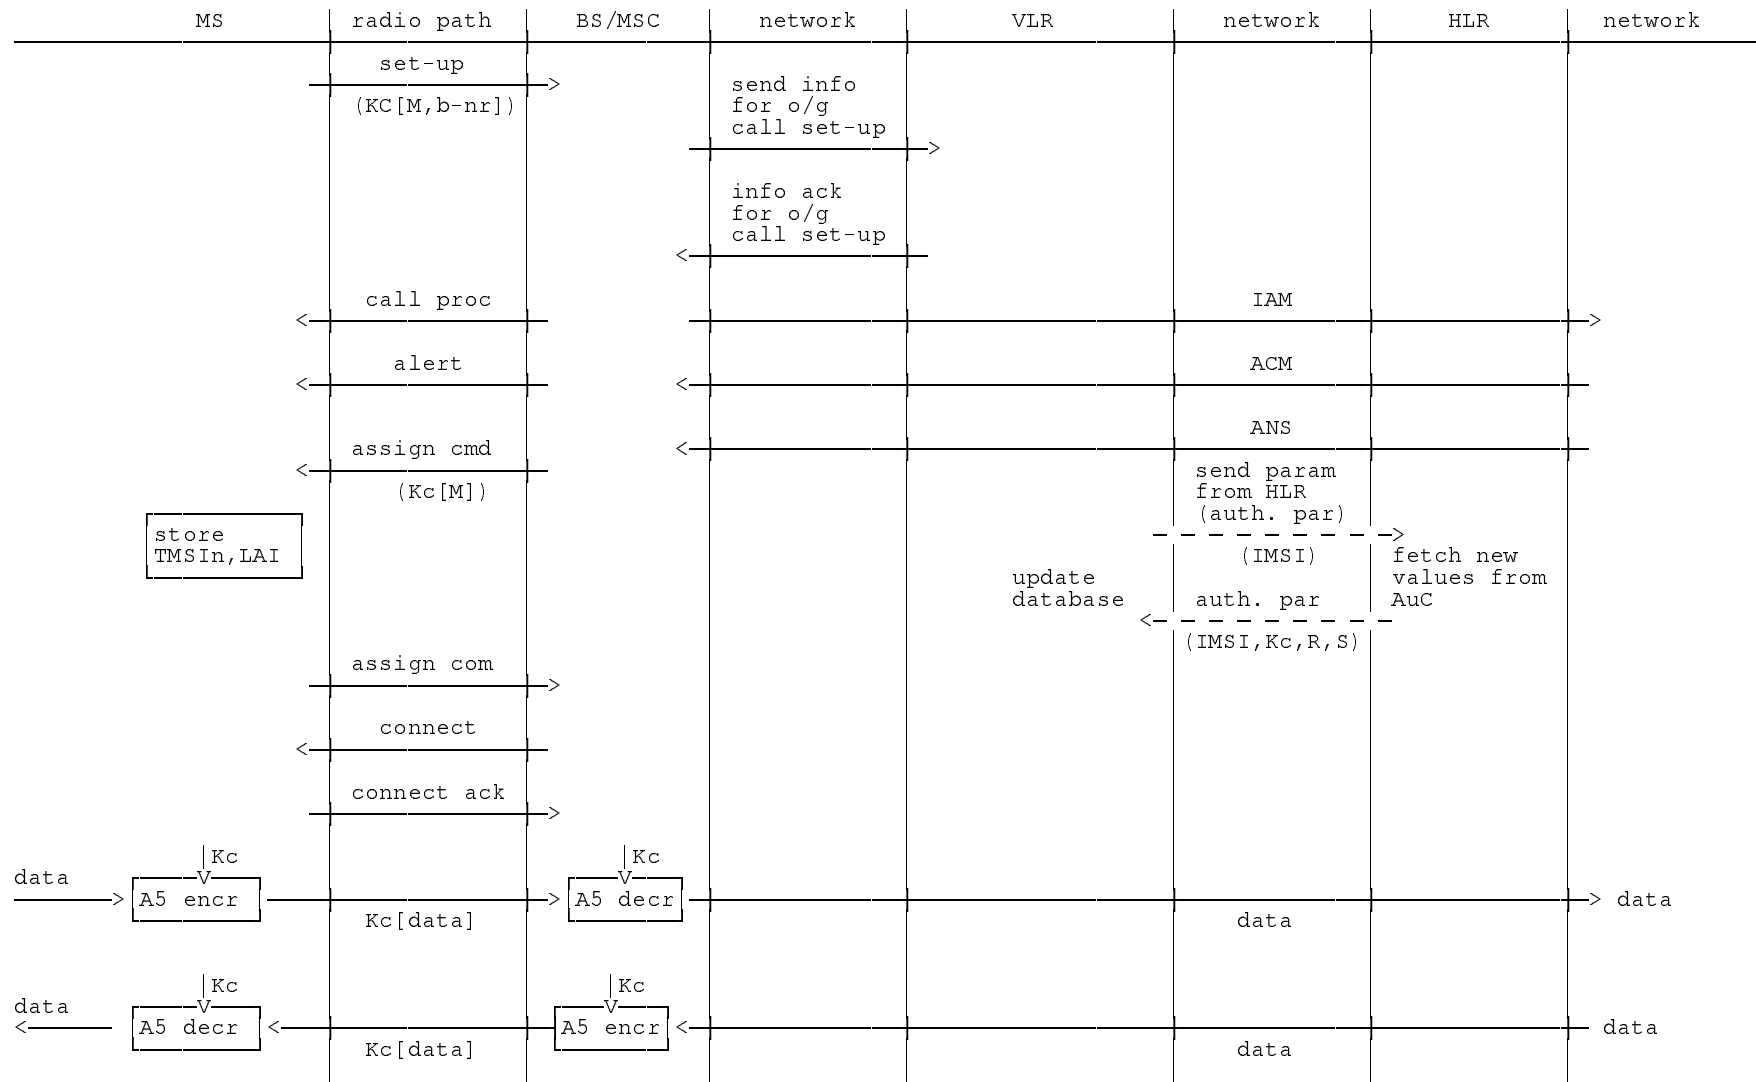 MS radio path BS/MSC network VLR network HLR network
set-up
send info
(KC[M,b-nr])
for o/g
call set-up
info ack
for o/g
call set-up
call proc IAM
alert ACM
ANS
assign cmd
send param
(Kc[M])
from HLR
(auth. par)
store
TMSIn,LAI
(IMSI)
fetch new
values from
AuC
update
database
auth. par
(IMSI,Kc,R,S)
assign com
connect
connect ack
Kc Kc
data
A5 encr A5 decr data
Kc[data] data
Kc Kc
data
A5 decr A5 encr data
Kc[data] data